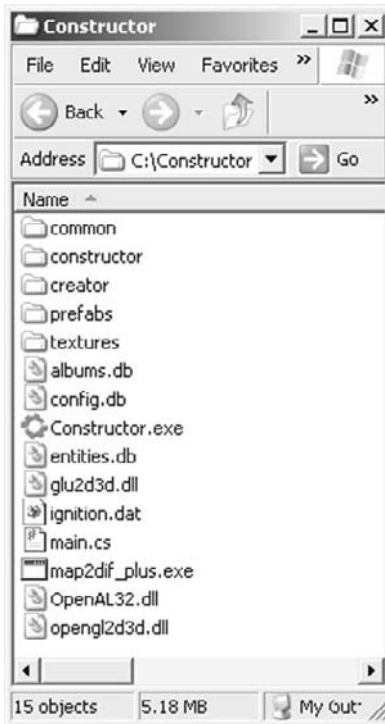 Constructor
File Edit View Favorites »
Back »
Address C:\Constructor Go
Name
common
constructor
creator
prefabs
textures
albums.db
config.db
Constructor.exe
entities.db
glu2d3d.dll
ignition.dat
main.cs
map2dif_plus.exe
OpenAL32.dll
opengl2d3d.dll
15 objects 5.18 MB My